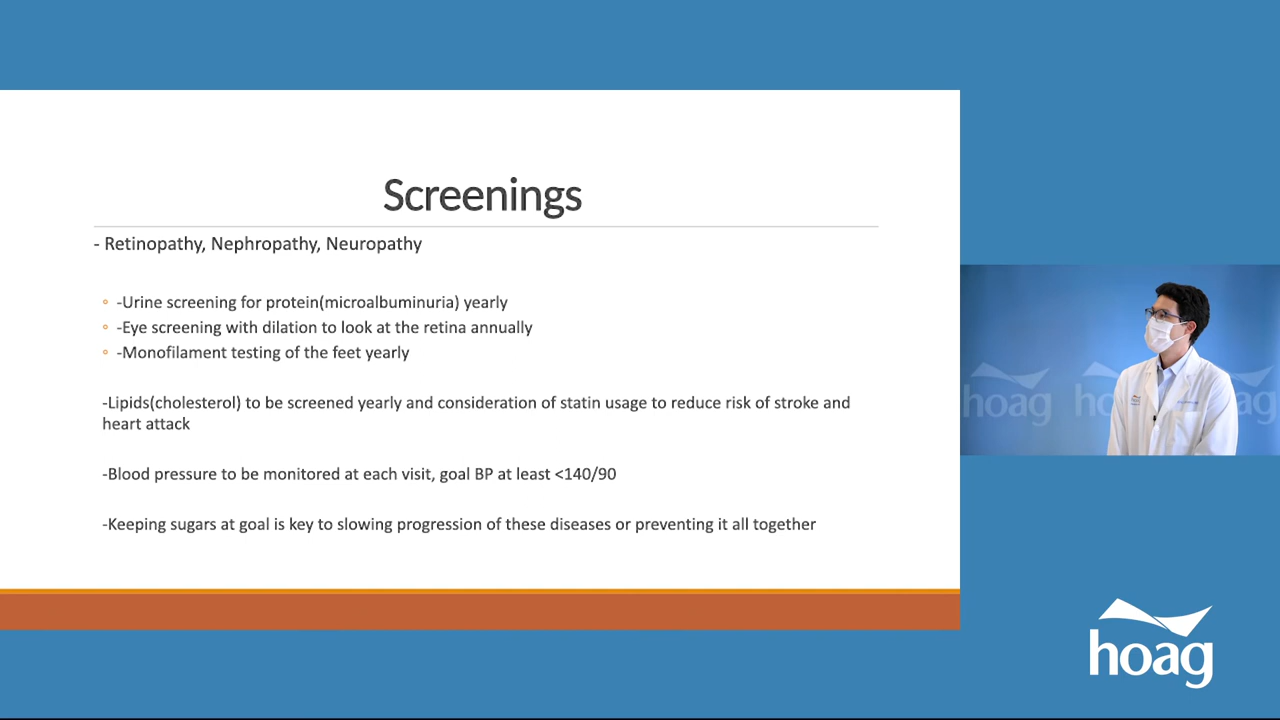 Screenings
- Retinopathy, Nephropathy, Neuropathy
-Urine screening for protein(microalbuminuria) yearly
-Eye screening with dilation to look at the retina annually
-Monofilament testing of the feet yearly
-Lipids(cholesterol) to be screened yearly and consideration of statin usage to reduce risk of stroke and
heart attack
-Blood pressure to be monitored at each visit, goal BP at least <140/90
-Keeping sugars at goal is key to slowing progression of these diseases or preventing it all together
hoag
hoag